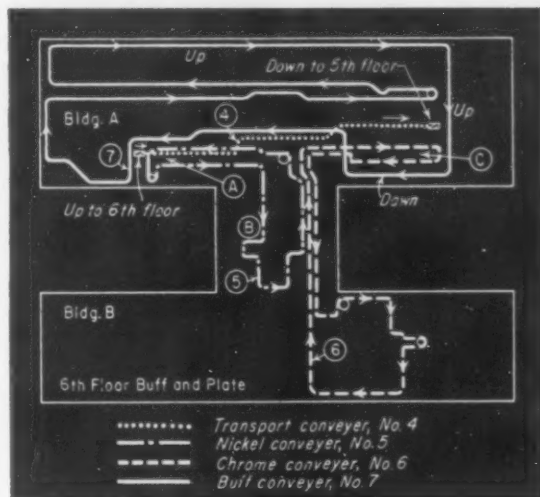 Up
Down to 5th floor
Bldg. A
4
Up
7
C
A
Up to 6th floor
Down
B
5
Bldg. B
6
6th Floor Buff and Plate
Transport conveyer, No. 4
Nickel conveyer, No. 5
Chrome conveyer, No. 6
Buff conveyer, No. 7